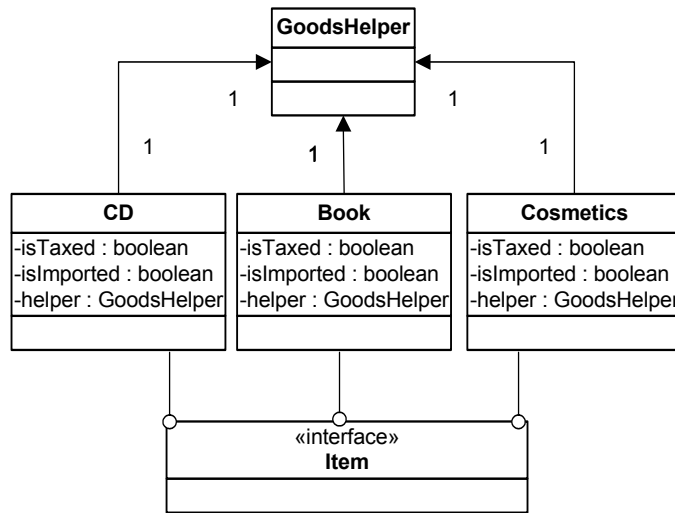 GoodsHelper
1
1
1
1
1
1
CD
-isTaxed : boolean
-isImported : boolean
-helper : GoodsHelper
Book
-isTaxed : boolean
-isImported : boolean
-helper : GoodsHelper
Cosmetics
-isTaxed : boolean
-isImported : boolean
-helper : GoodsHelper
«interface»
Item